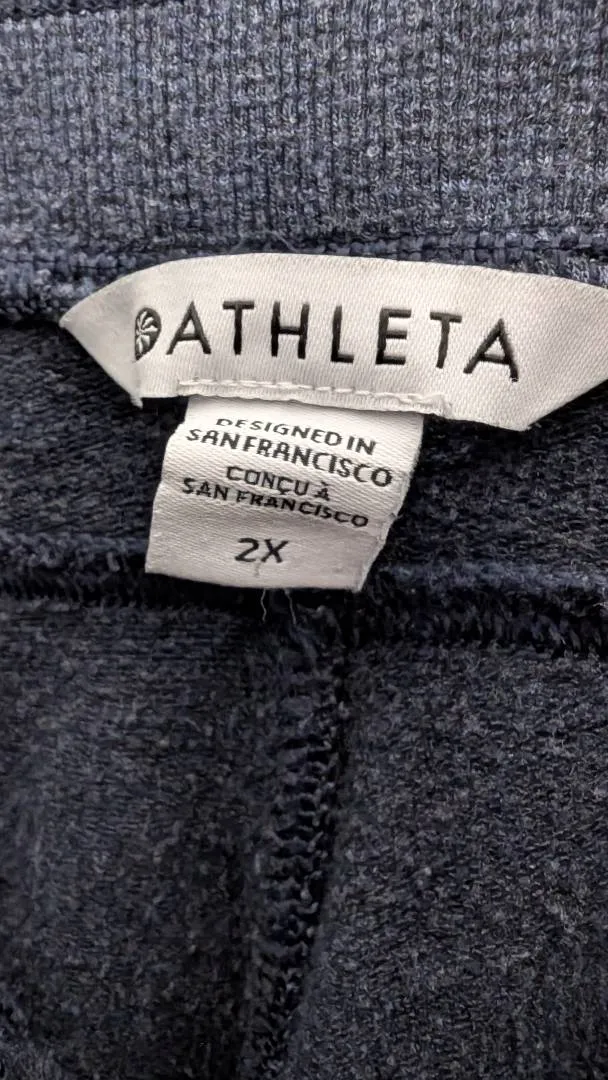 ATHLETA
DESIGNED IN
SAN FRANCISCO
CONÇU À
SAN FRANCISCO
2X